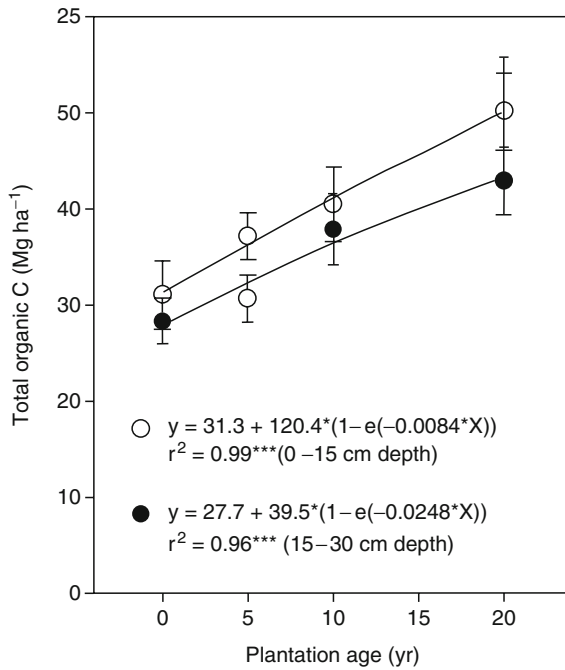 25
50
40
30
20
10
0
Total organic C (Mg ha⁻¹)
y = 31.3 + 120.4*(1–e(–0.0084*X))
r² = 0.99***(0 –15 cm depth)
y = 27.7 + 39.5*(1–e(–0.0248*X))
r² = 0.96*** (15–30 cm depth)
0 5 10 15 20
Plantation age (yr)